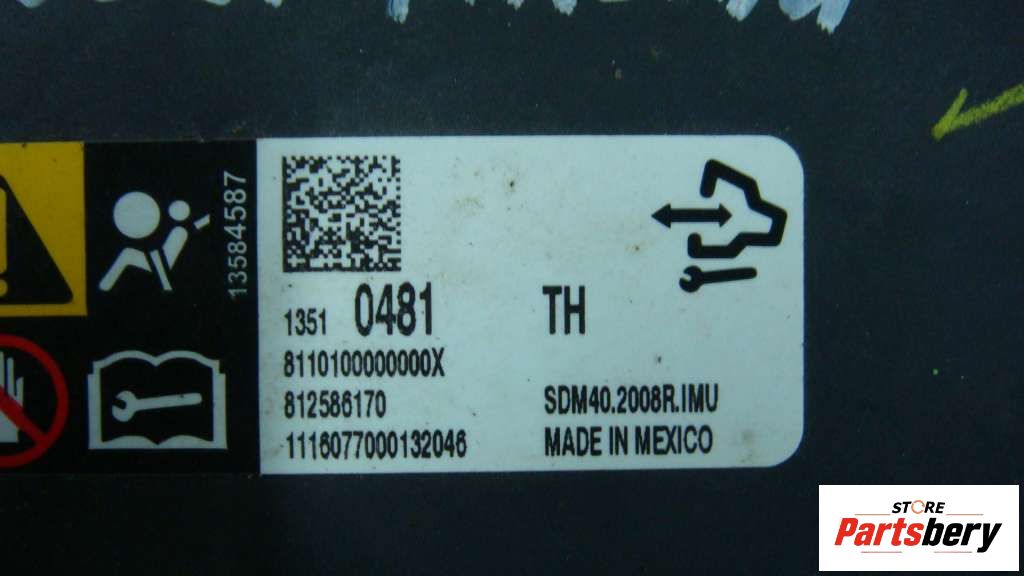 13584587
1351 0481 TH
8110100000000X
812586170
SDM40.2008R.IMU
1116077000132046
MADE IN MEXICO
STORE
Partsbery